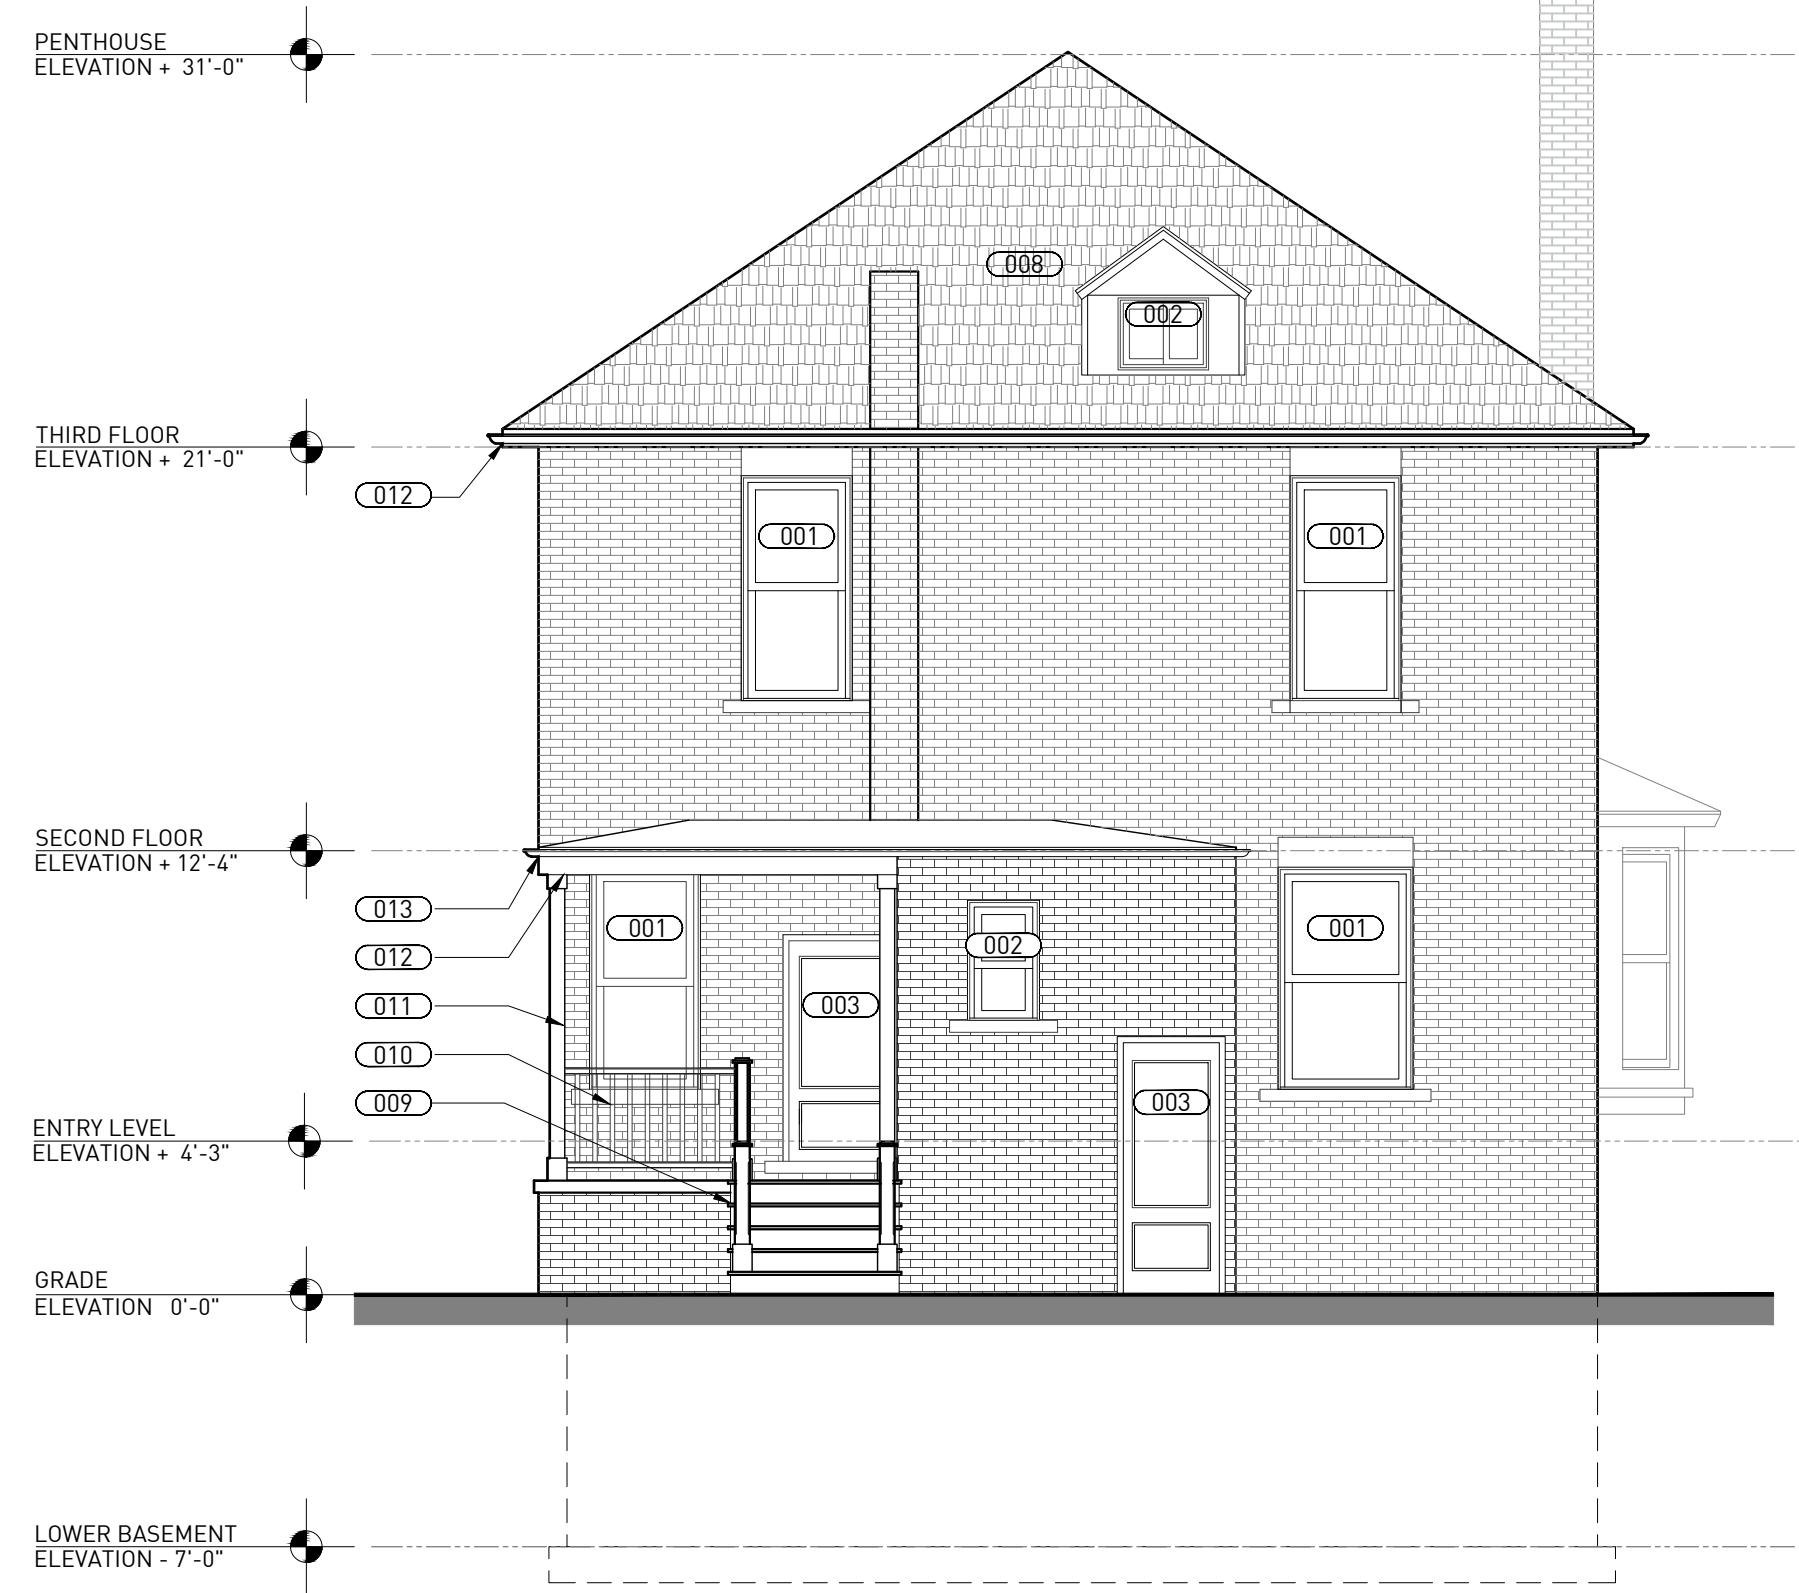 PENTHOUSE
ELEVATION + 31'-0"
008
002
THIRD FLOOR
ELEVATION + 21'-0"
012
001
001
SECOND FLOOR
ELEVATION + 12'-4"
013
001
001
002
012
011
003
010
009
003
ENTRY LEVEL
ELEVATION + 4'-3"
GRADE
ELEVATION 0'-0"
LOWER BASEMENT
ELEVATION - 7'-0"